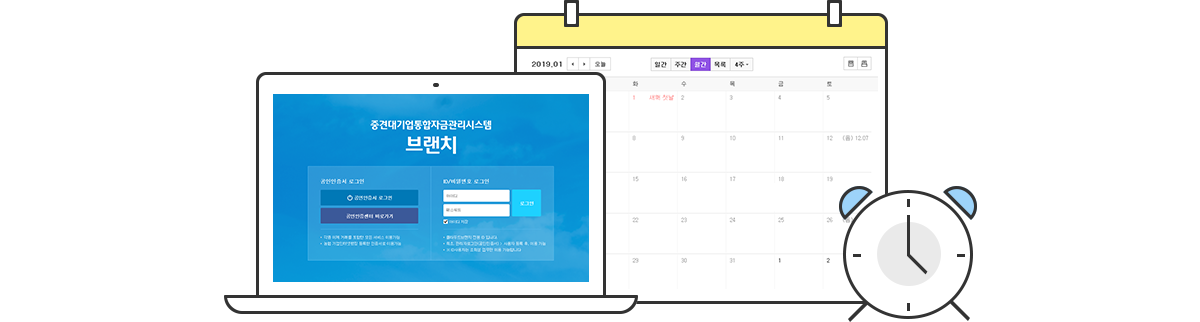 중견대기업통합자금관리시스템
브랜치
공인인증서 로그인
공인인증서 로그인
공인인증센터 바로가기
ID/비밀번호 로그인
아이디
비밀번호
로그인
아이디 저장
2019.01
오늘
일간 주간 월간 목록 4주
화 수 목 금 토
1 새해 첫날 2 3 4 5
8 9 10 11 12 (음) 12.07
15 16 17 18 19
22 23 24 25 26
29 30 31 1 2